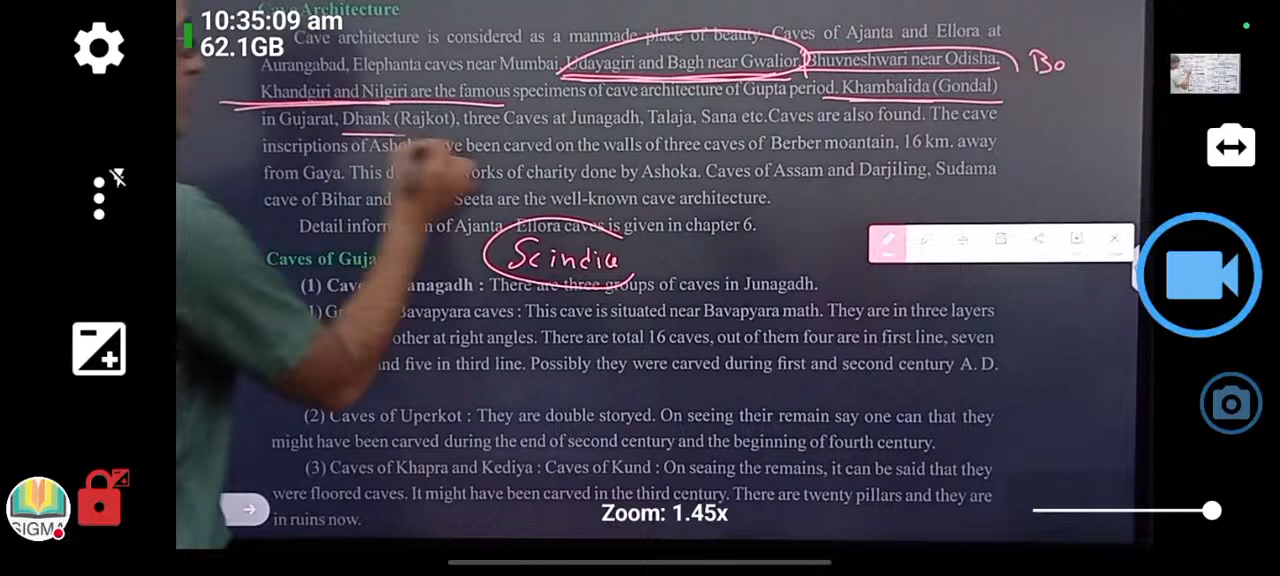 10:35:09 am
62.1GB
Cave Architecture
Cave architecture is considered as a manmade place of beauty. Caves of Ajanta and Ellora at
Aurangabad, Elephanta caves near Mumbai, Udayagiri and Bagh near Gwalior, Bhuvneshwari near Odisha, Bo
Khandgiri and Nilgiri are the famous specimens of cave architecture of Gupta period. Khambalida (Gondal)
in Gujarat, Dhank (Rajkot), three Caves at Junagadh, Talaja, Sana etc.Caves are also found. The cave
inscriptions of been carved on the walls of three caves of Berber moantain, 16 km. away
from Gaya. This of charity done by Ashoka. Caves of Assam and Darjiling, Sudama
cave of Bihar and Seeta are the well-known cave architecture.
Detail of Ajanta, Ellora caves is given in chapter 6.
Scindia
Caves of
(1) : There are three groups of caves in Junagadh.
Bavapyara caves : This cave is situated near Bavapyara math. They are in three layers
other at right angles. There are total 16 caves, out of them four are in first line, seven
and five in third line. Possibly they were carved during first and second century A. D.
(2) Caves of Uperkot : They are double storyed. On seeing their remain say one can that they
might have been carved during the end of second century and the beginning of fourth century.
(3) Caves of Khapra and Kediya : Caves of Kund : On seaing the remains, it can be said that they
were floored caves. It might have been carved in the third century. There are twenty pillars and they are
in ruins now.
SIGMA
Zoom: 1.45x